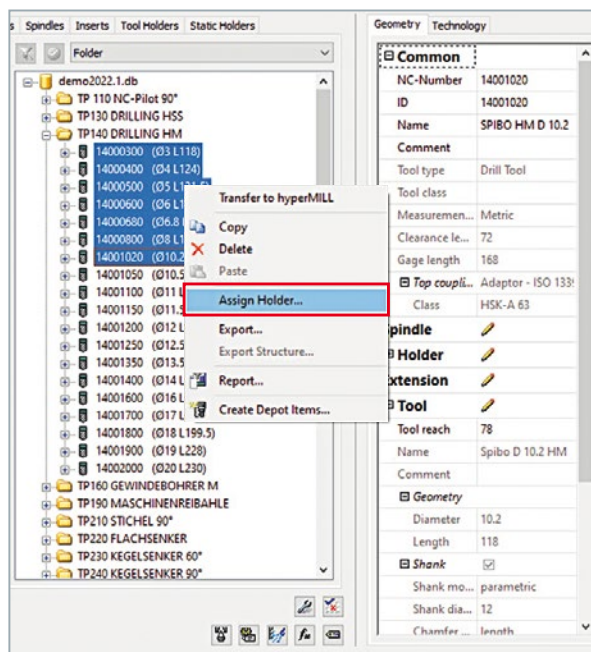 s Spindles Inserts Tool Holders Static Holders
Folder
demo2022.1.db
TP 110 NC-Pilot 90°
TP130 DRILLING HSS
TP140 DRILLING HM
14000300 (Ø3 L118)
14000400 (Ø4 L124)
14000500 (Ø5 L
14000600 (Ø6 L1
14000680 (Ø6.8
14000800 (Ø8 L1
14001020 (Ø10.2
14001050 (Ø10.5
14001100 (Ø11 L
14001150 (Ø11.5
14001200 (Ø12 L
14001250 (Ø12.5
14001350 (Ø13.5
14001400 (Ø14 L
14001600 (Ø16 L
14001700 (Ø17 L
14001800 (Ø18 L199.5)
14001900 (Ø19 L228)
14002000 (Ø20 L230)
TP160 GEWINDEBOHRER M
TP190 MASCHINENREIBAHLE
TP210 STICHEL 90°
TP220 FLACHSENKER
TP230 KEGELSENKER 60°
TP240 KEGELSENKER 90°
Transfer to hyperMILL
Copy
Delete
Paste
Assign Holder...
Export...
Export Structure...
Report...
Create Depot Items...
Geometry Technology
Common
NC-Number 14001020
ID 14001020
Name SPIBO HM D 10.2
Comment
Tool type Drill Tool
Tool class
Measuremen... Metric
Clearance le... 72
Gage length 168
Top coupli... Adaptor - ISO 1339
Class HSK-A 63
pindle
Holder
xtension
Tool
Tool reach 78
Name Spibo D 10.2 HM
Comment
Geometry
Diameter 10.2
Length 118
Shank
Shank mo... parametric
Shank dia... 12
Chamfer ... length